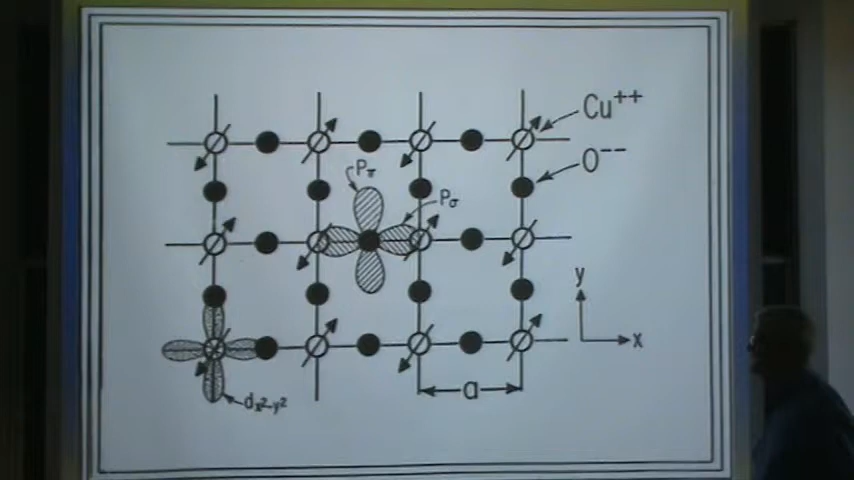 Cu++
O--
Pπ
Pσ
y
x
a
dx²-y²